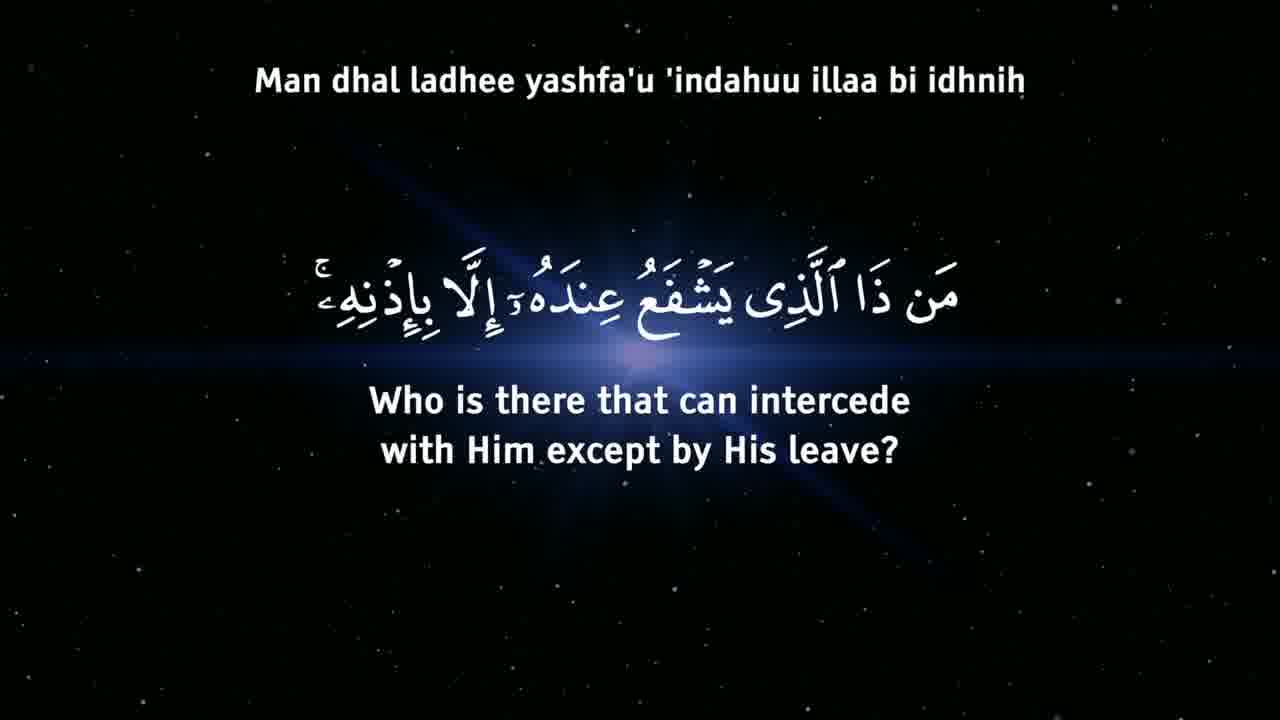 Man dhal ladhee yashfa'u 'indahuu illaa bi idhnih
مَن ذَا ٱلَّذِى يَشْفَعُ عِندَهُۥٓ إِلَّا بِإِذْنِهِۦ ۚ
Who is there that can intercede
with Him except by His leave?